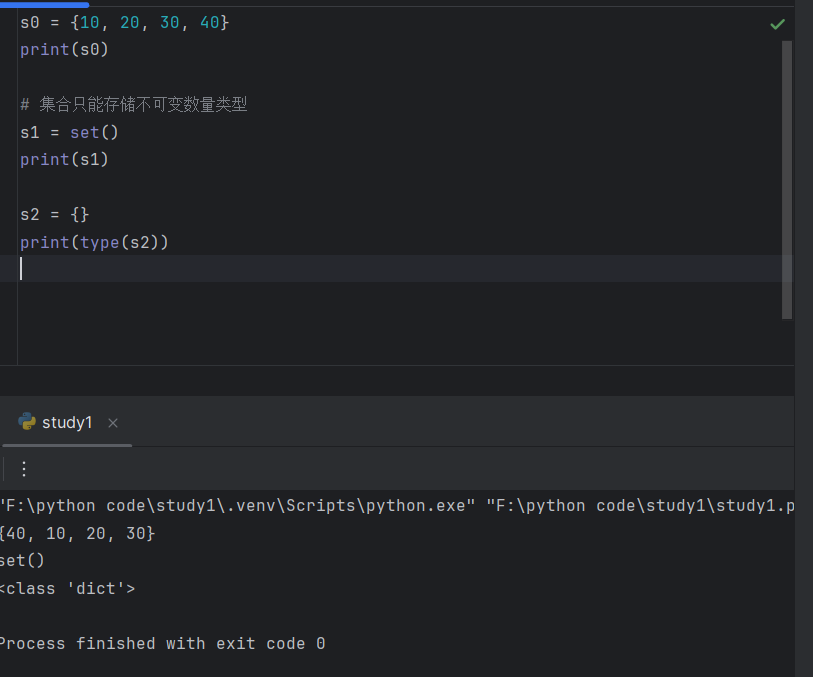 s0 = {10, 20, 30, 40}
print(s0)
# 集合只能存储不可变数量类型
s1 = set()
print(s1)
s2 = {}
print(type(s2))
study1
"F:\python code\study1\.venv\Scripts\python.exe" "F:\python code\study1\study1.p
{40, 10, 20, 30}
set()
<class 'dict'>
Process finished with exit code 0